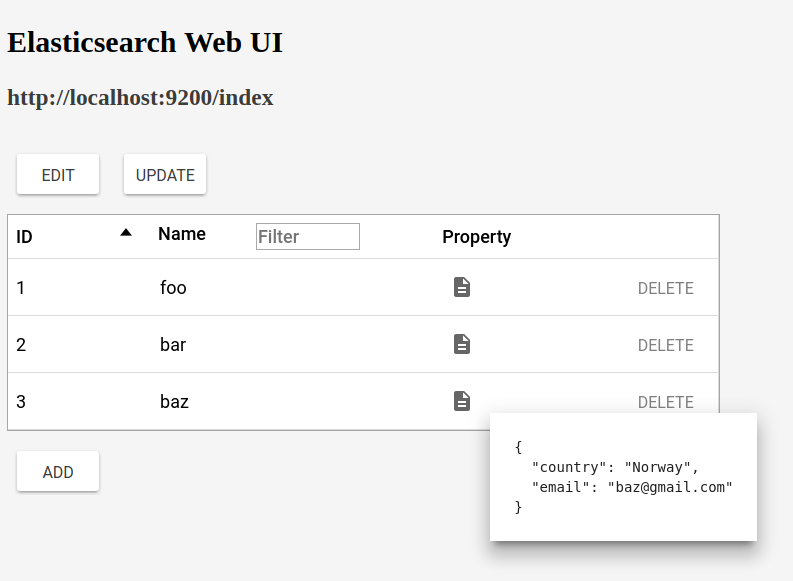 Elasticsearch Web UI
http://localhost:9200/index
EDIT UPDATE
ID Name Filter Property
1 foo DELETE
2 bar DELETE
3 baz DELETE
ADD
{
  "country": "Norway",
  "email": "baz@gmail.com"
}